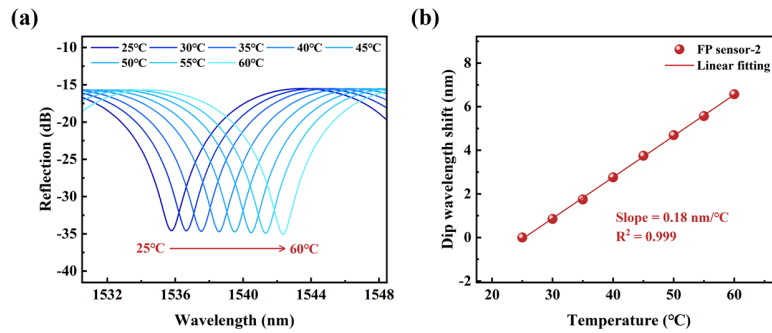 (a)
-10
-15
-20
-25
-30
-35
-40
Reflection (dB)
25℃ 30℃ 35℃ 40℃ 45℃
50℃ 55℃ 60℃
25℃ 60℃
1532 1536 1540 1544 1548
Wavelength (nm)
(b)
8
6
4
2
0
-2
Dip wavelength shift (nm)
FP sensor-2
Linear fitting
Slope = 0.18 nm/℃
R² = 0.999
20 30 40 50 60
Temperature (℃)